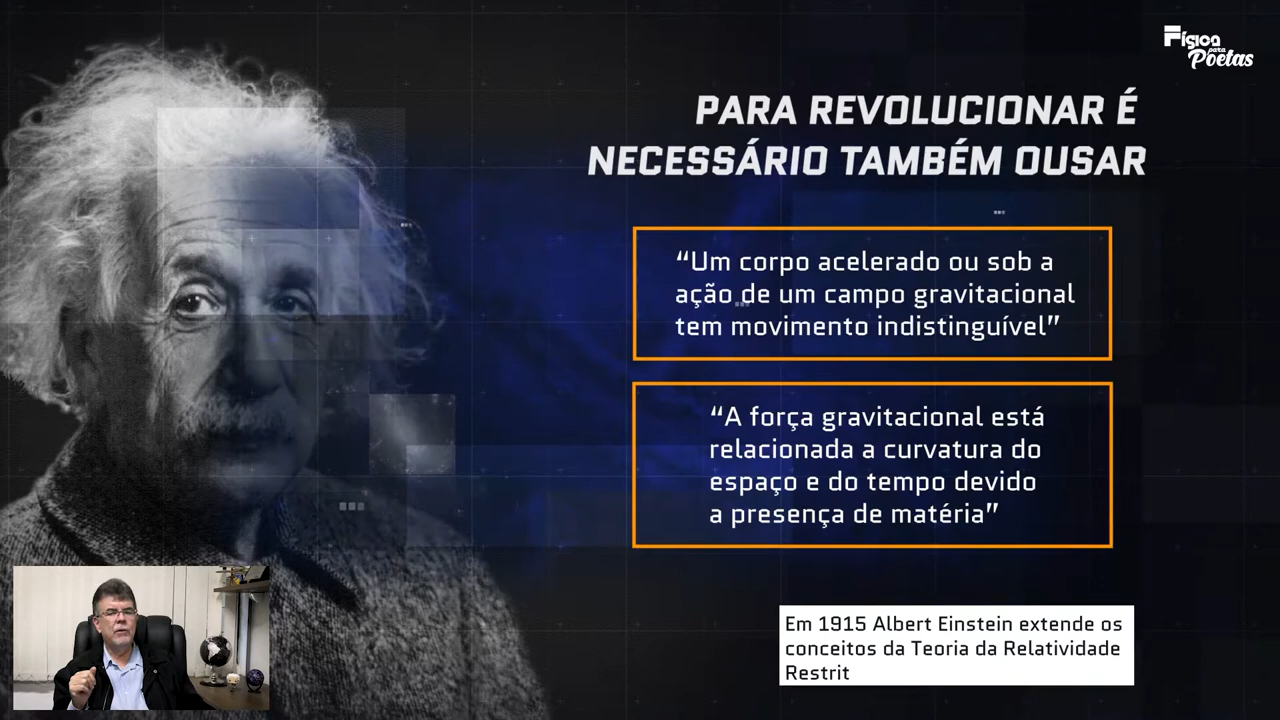 Física
para
Poetas
PARA REVOLUCIONAR É
NECESSÁRIO TAMBÉM OUSAR
“Um corpo acelerado ou sob a
ação de um campo gravitacional
tem movimento indistinguível”
“A força gravitacional está
relacionada a curvatura do
espaço e do tempo devido
a presença de matéria”
Em 1915 Albert Einstein extende os
conceitos da Teoria da Relatividade
Restrit